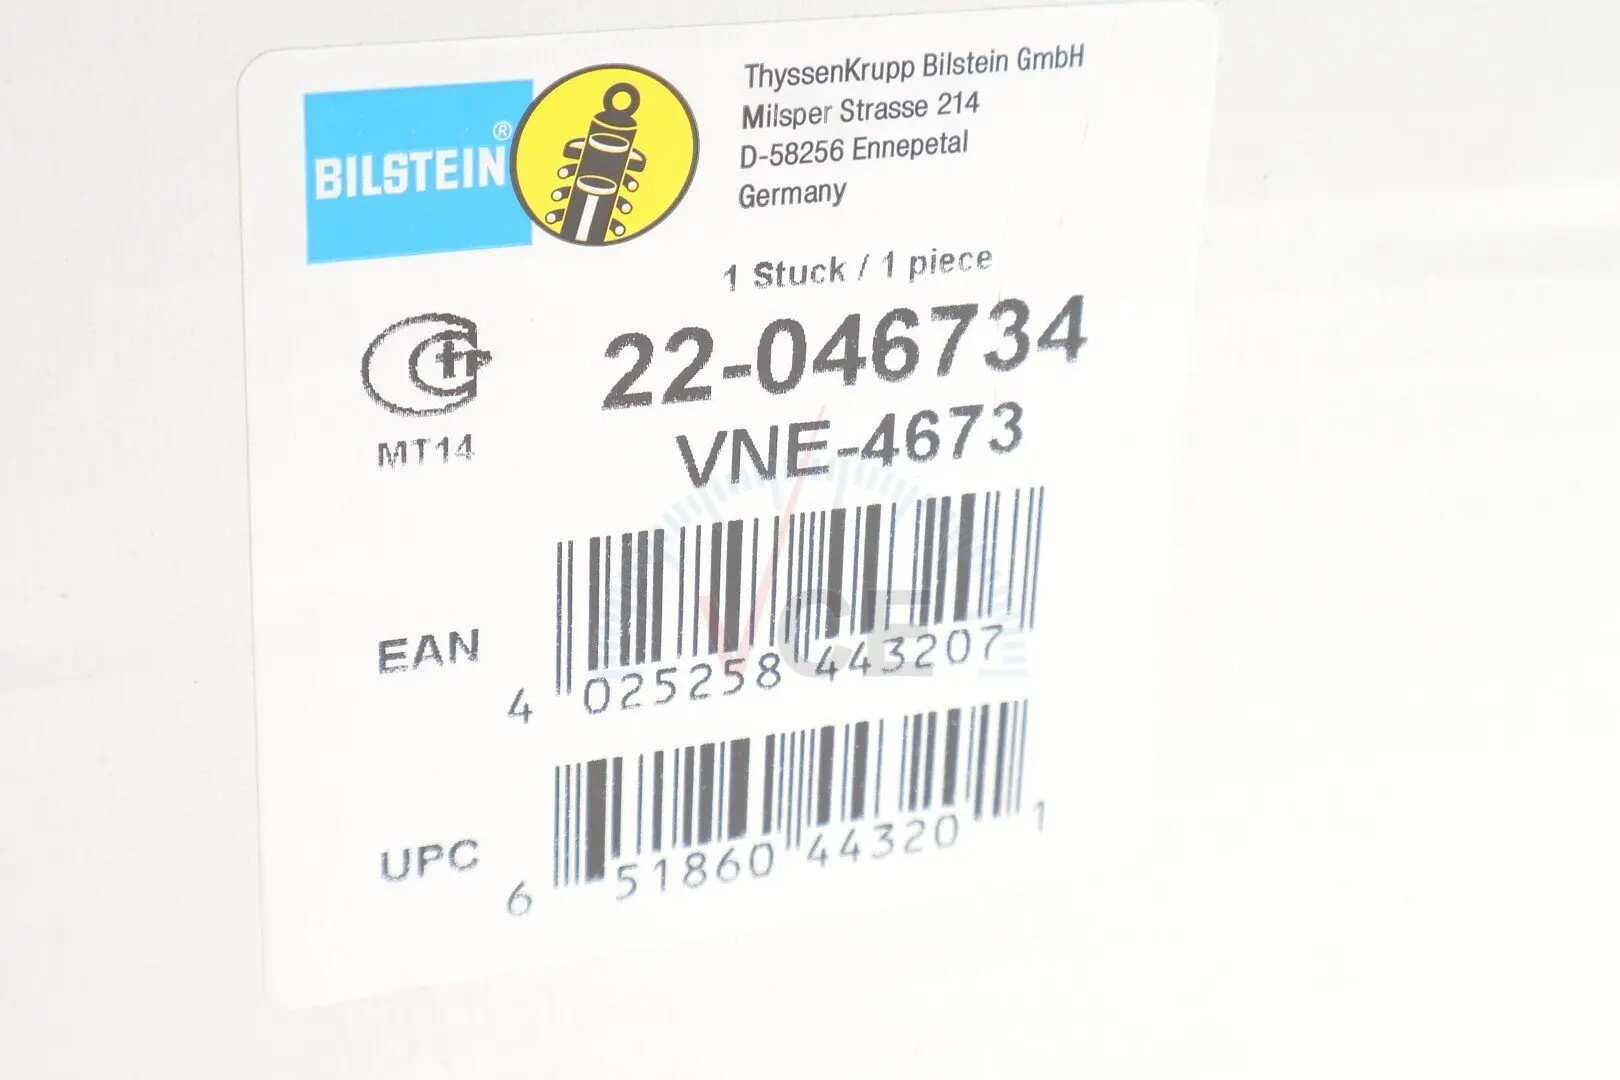 BILSTEIN®
ThyssenKrupp Bilstein GmbH
Milsper Strasse 214
D-58256 Ennepetal
Germany
1 Stuck / 1 piece
22-046734
VNE-4673
MT14
EAN
4 025258 443207
VCE
UPC
6 51860 44320 1